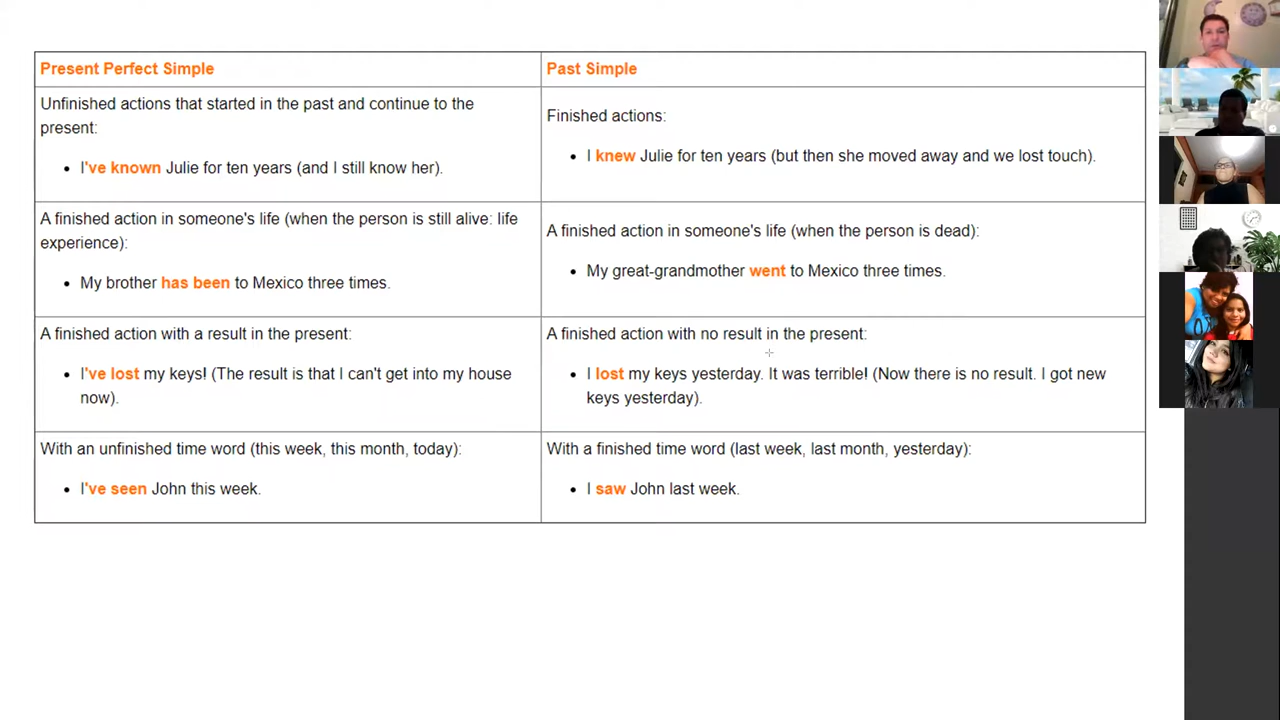 Present Perfect Simple
Past Simple
Unfinished actions that started in the past and continue to the
present:
• I've known Julie for ten years (and I still know her).
Finished actions:
• I knew Julie for ten years (but then she moved away and we lost touch).
A finished action in someone's life (when the person is still alive: life
experience):
• My brother has been to Mexico three times.
A finished action in someone's life (when the person is dead):
• My great-grandmother went to Mexico three times.
A finished action with a result in the present:
• I've lost my keys! (The result is that I can't get into my house
now).
A finished action with no result in the present:
• I lost my keys yesterday. It was terrible! (Now there is no result. I got new
keys yesterday).
With an unfinished time word (this week, this month, today):
• I've seen John this week.
With a finished time word (last week, last month, yesterday):
• I saw John last week.